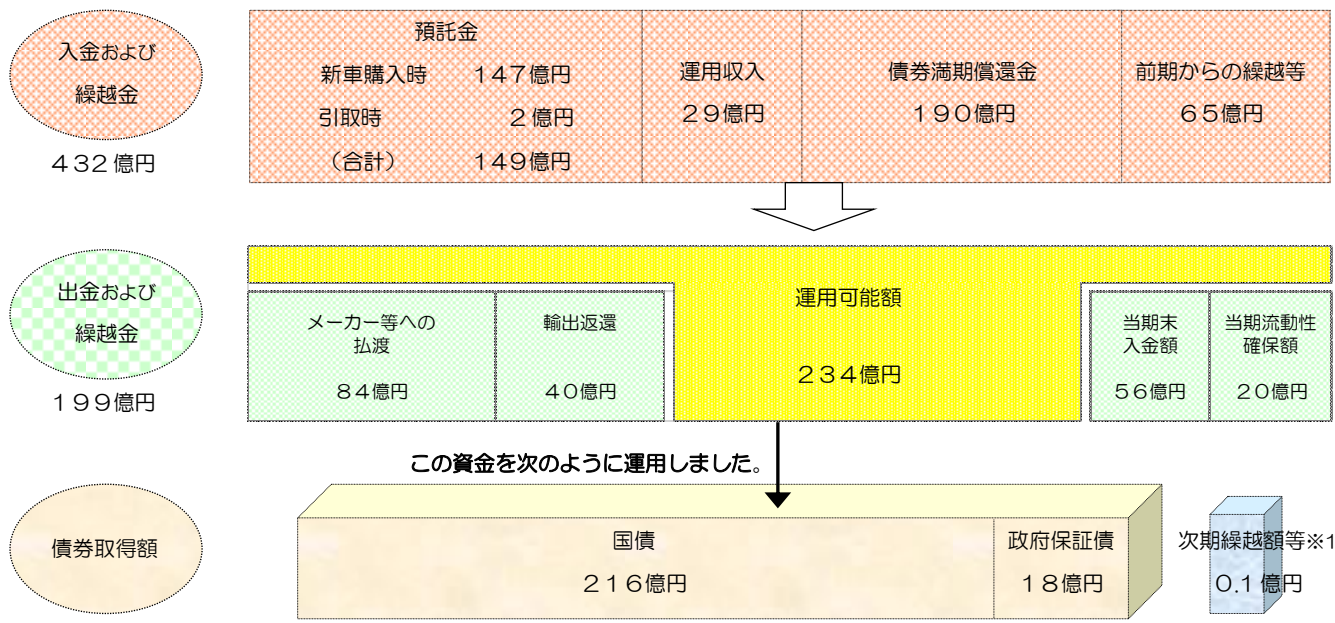 入金および
繰越金
432億円
預託金
新車購入時 147億円
引取時 2億円
(合計) 149億円
運用収入
29億円
債券満期償還金
190億円
前期からの繰越等
65億円
出金および
繰越金
199億円
メーカー等への
払渡
84億円
輸出返還
40億円
運用可能額
234億円
当期末
入金額
56億円
当期流動性
確保額
20億円
この資金を次のように運用しました。
債券取得額
国債
216億円
政府保証債
18億円
次期繰越額等※1
0.1億円